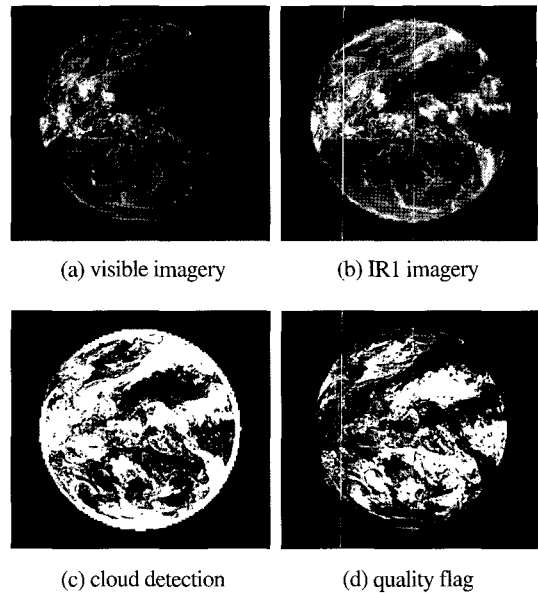 (a) visible imagery
(b) IR1 imagery
(c) cloud detection
(d) quality flag